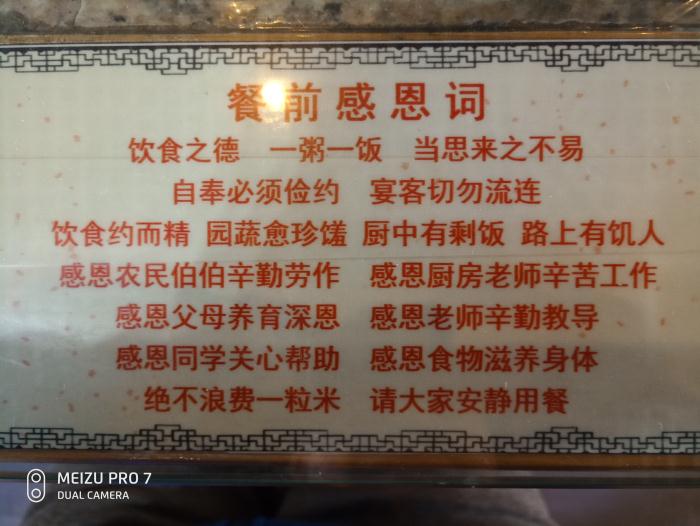 餐前感恩词
饮食之德 一粥一饭 当思来之不易
自奉必须俭约 宴客切勿流连
饮食约而精 园蔬愈珍馐 厨中有剩饭 路上有饥人
感恩农民伯伯辛勤劳作 感恩厨房老师辛苦工作
感恩父母养育深恩 感恩老师辛勤教导
感恩同学关心帮助 感恩食物滋养身体
绝不浪费一粒米 请大家安静用餐
MEIZU PRO 7
DUAL CAMERA